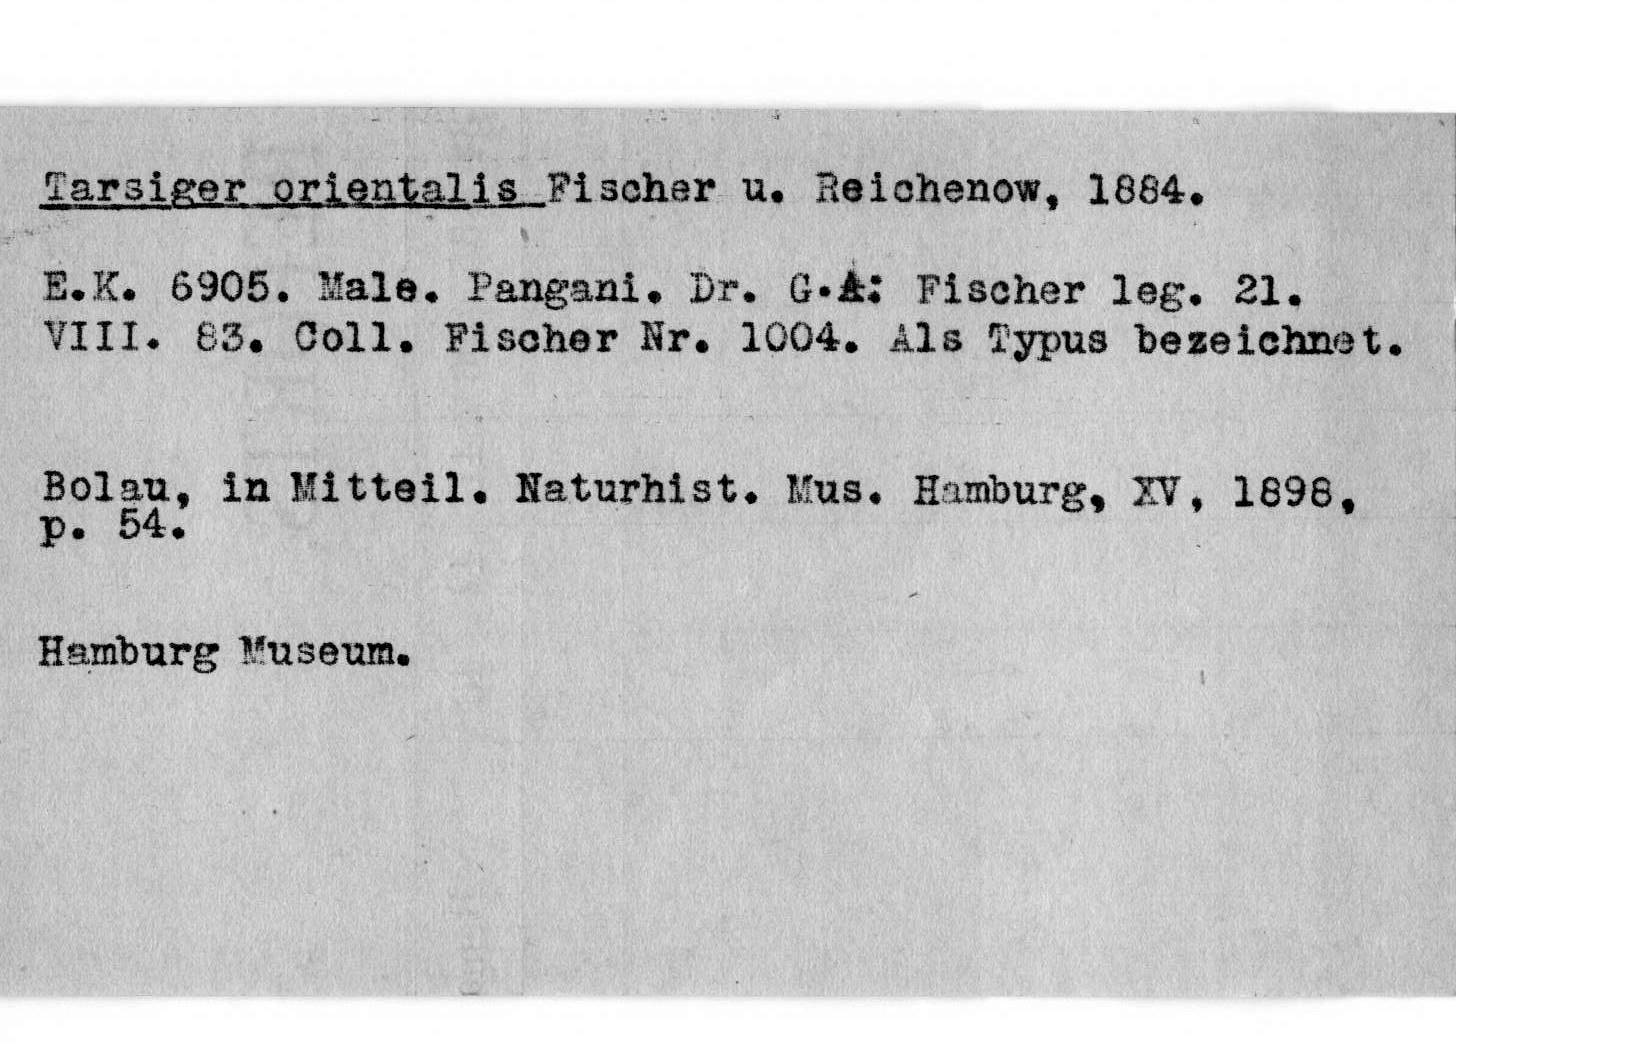 Tarsiger orientalis Fischer u. Reichenow, 1884.
E.K. 6905. Male. Pangani. Dr. G.A: Fischer leg. 21.
VIII. 83. Coll. Fischer Nr. 1004. Als Typus bezeichnet.
Bolau, in Mitteil. Naturhist. Mus. Hamburg, XV, 1898,
p. 54.
Hamburg Museum.